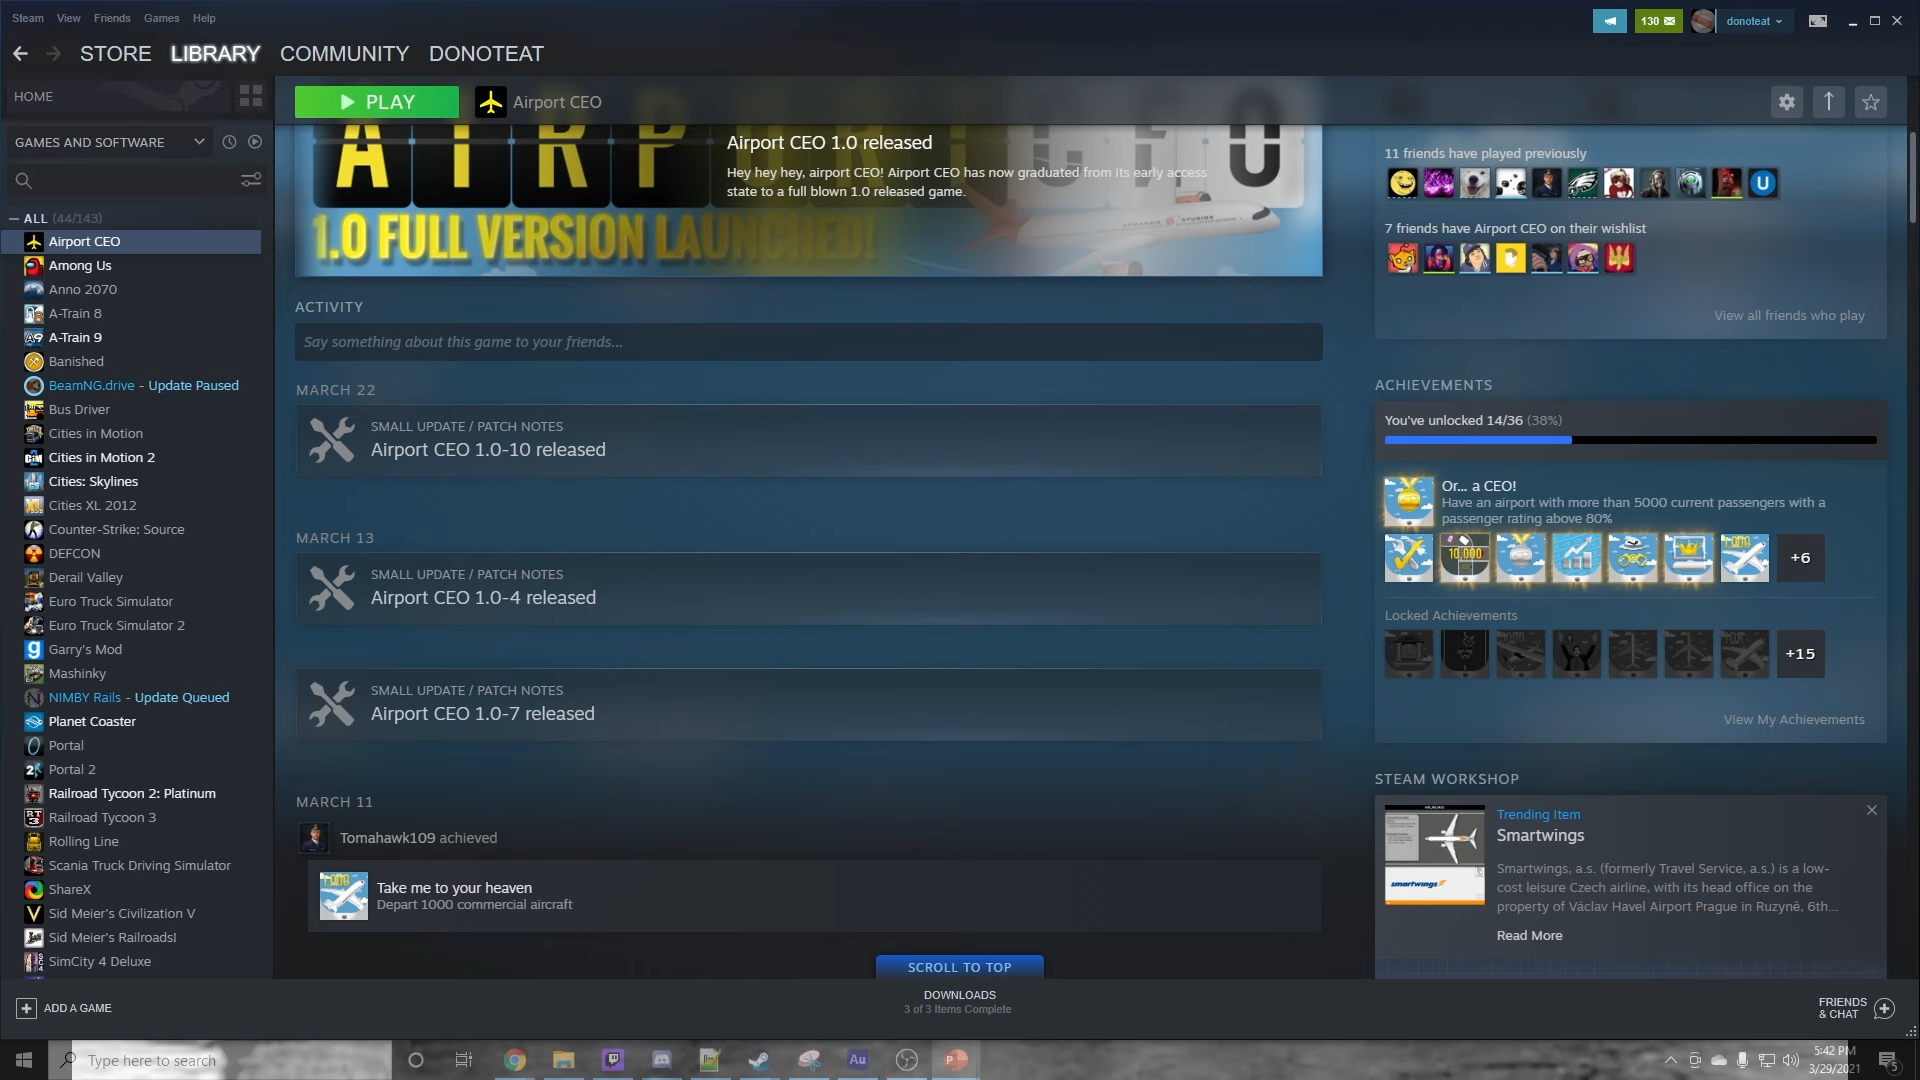 Steam View Friends Games Help
130
donoteat
STORE LIBRARY COMMUNITY DONOTEAT
HOME
GAMES AND SOFTWARE
ALL (44/143)
Airport CEO
Among Us
Anno 2070
A-Train 8
A-Train 9
Banished
BeamNG.drive - Update Paused
Bus Driver
Cities in Motion
Cities in Motion 2
Cities: Skylines
Cities XL 2012
Counter-Strike: Source
DEFCON
Derail Valley
Euro Truck Simulator
Euro Truck Simulator 2
Garry's Mod
Mashinky
NIMBY Rails - Update Queued
Planet Coaster
Portal
Portal 2
Railroad Tycoon 2: Platinum
Railroad Tycoon 3
Rolling Line
Scania Truck Driving Simulator
ShareX
Sid Meier's Civilization V
Sid Meier's Railroads!
SimCity 4 Deluxe
ADD A GAME
PLAY
Airport CEO
AIRPORT CEO
1.0 FULL VERSION LAUNCHED!
Airport CEO 1.0 released
Hey hey hey, airport CEO! Airport CEO has now graduated from its early access
state to a full blown 1.0 released game.
ACTIVITY
Say something about this game to your friends...
MARCH 22
SMALL UPDATE / PATCH NOTES
Airport CEO 1.0-10 released
MARCH 13
SMALL UPDATE / PATCH NOTES
Airport CEO 1.0-4 released
SMALL UPDATE / PATCH NOTES
Airport CEO 1.0-7 released
MARCH 11
Tomahawk109 achieved
Take me to your heaven
Depart 1000 commercial aircraft
SCROLL TO TOP
DOWNLOADS
3 of 3 Items Complete
11 friends have played previously
7 friends have Airport CEO on their wishlist
View all friends who play
ACHIEVEMENTS
You've unlocked 14/36 (38%)
Or... a CEO!
Have an airport with more than 5000 current passengers with a
passenger rating above 80%
10,000
+6
Locked Achievements
+15
View My Achievements
STEAM WORKSHOP
Trending Item
Smartwings
smartwings
Smartwings, a.s. (formerly Travel Service, a.s.) is a low-
cost leisure Czech airline, with its head office on the
property of Václav Havel Airport Prague in Ruzyně, 6th...
Read More
FRIENDS
& CHAT
Type here to search
5:42 PM
3/29/2021
5